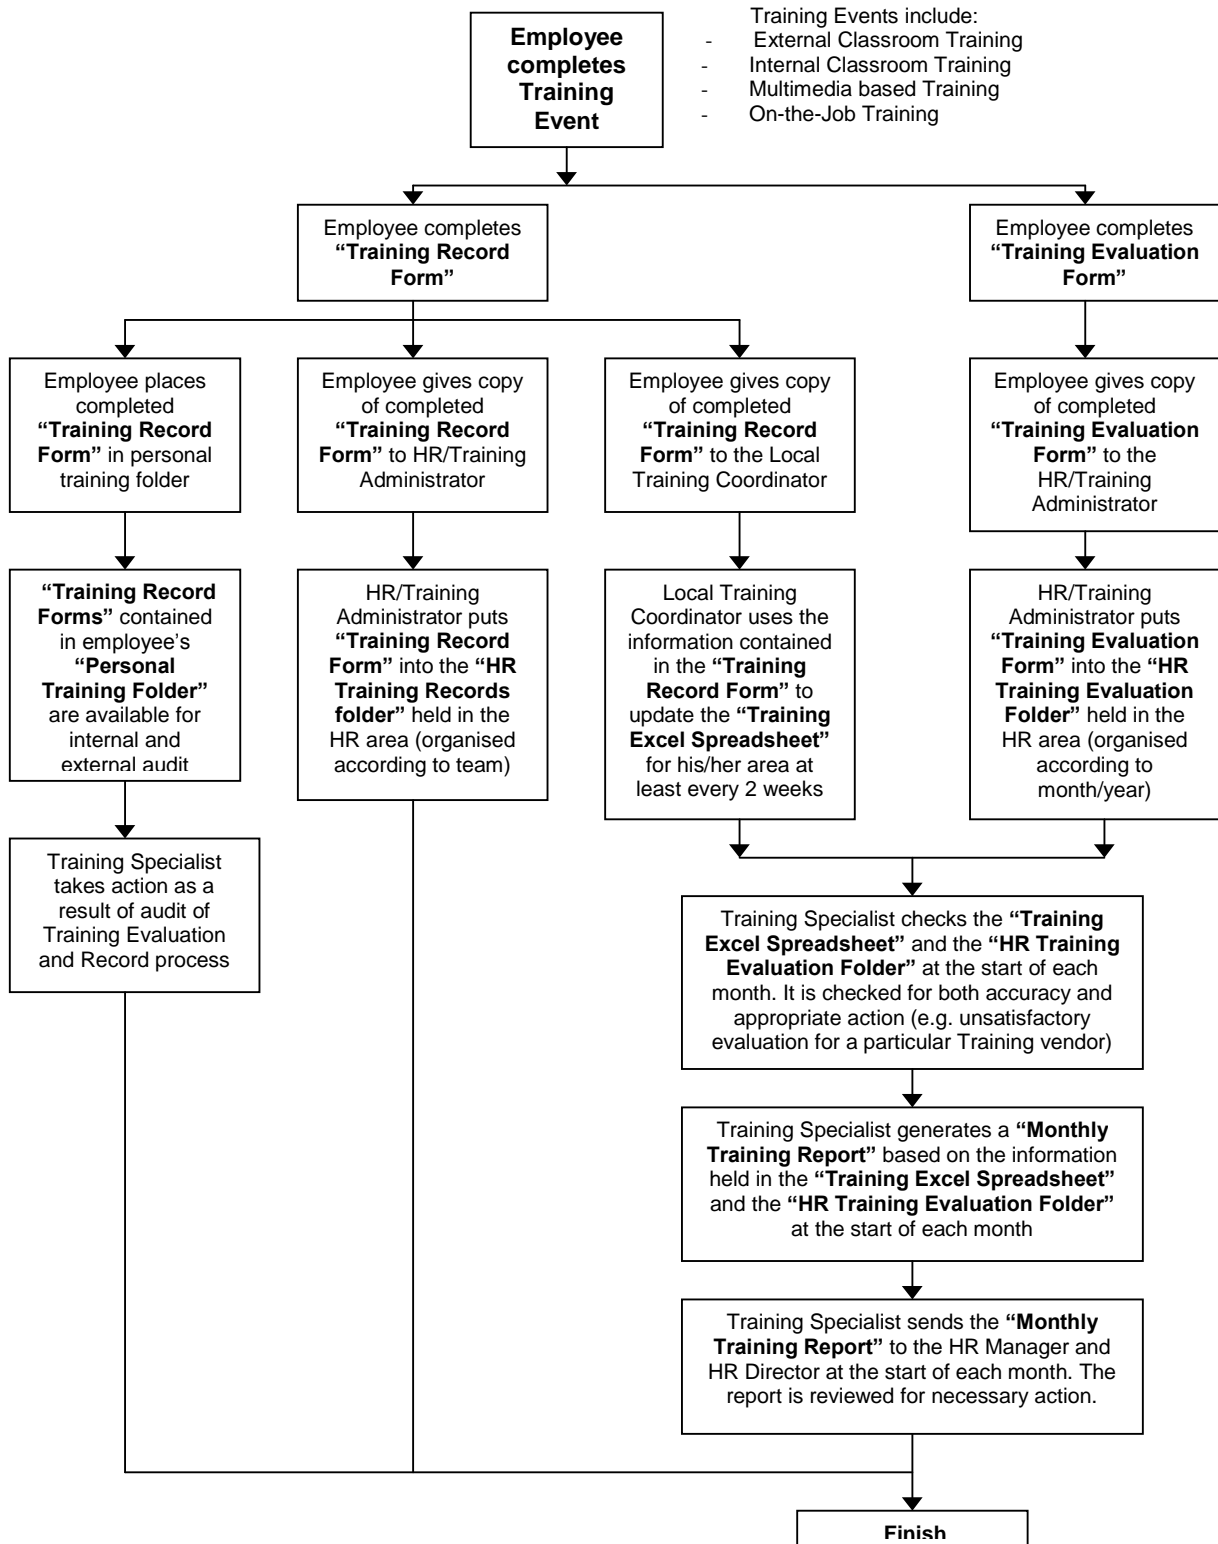 Employee
completes
Training
Event
Training Events include:
- External Classroom Training
- Internal Classroom Training
- Multimedia based Training
- On-the-Job Training
Employee completes
“Training Record
Form”
Employee completes
“Training Evaluation
Form”
Employee places
completed
“Training Record
Form” in personal
training folder
Employee gives copy
of completed
“Training Record
Form” to HR/Training
Administrator
Employee gives copy
of completed
“Training Record
Form” to the Local
Training Coordinator
Employee gives copy
of completed
“Training Evaluation
Form” to the
HR/Training
Administrator
“Training Record
Forms” contained
in employee’s
“Personal
Training Folder”
are available for
internal and
external audit
HR/Training
Administrator puts
“Training Record
Form” into the “HR
Training Records
folder” held in the
HR area (organised
according to team)
Local Training
Coordinator uses the
information contained
in the “Training
Record Form” to
update the “Training
Excel Spreadsheet”
for his/her area at
least every 2 weeks
HR/Training
Administrator puts
“Training Evaluation
Form” into the “HR
Training Evaluation
Folder” held in the
HR area (organised
according to
month/year)
Training Specialist
takes action as a
result of audit of
Training Evaluation
and Record process
Training Specialist checks the “Training
Excel Spreadsheet” and the “HR Training
Evaluation Folder” at the start of each
month. It is checked for both accuracy and
appropriate action (e.g. unsatisfactory
evaluation for a particular Training vendor)
Training Specialist generates a “Monthly
Training Report” based on the information
held in the “Training Excel Spreadsheet”
and the “HR Training Evaluation Folder”
at the start of each month
Training Specialist sends the “Monthly
Training Report” to the HR Manager and
HR Director at the start of each month. The
report is reviewed for necessary action.
Finish